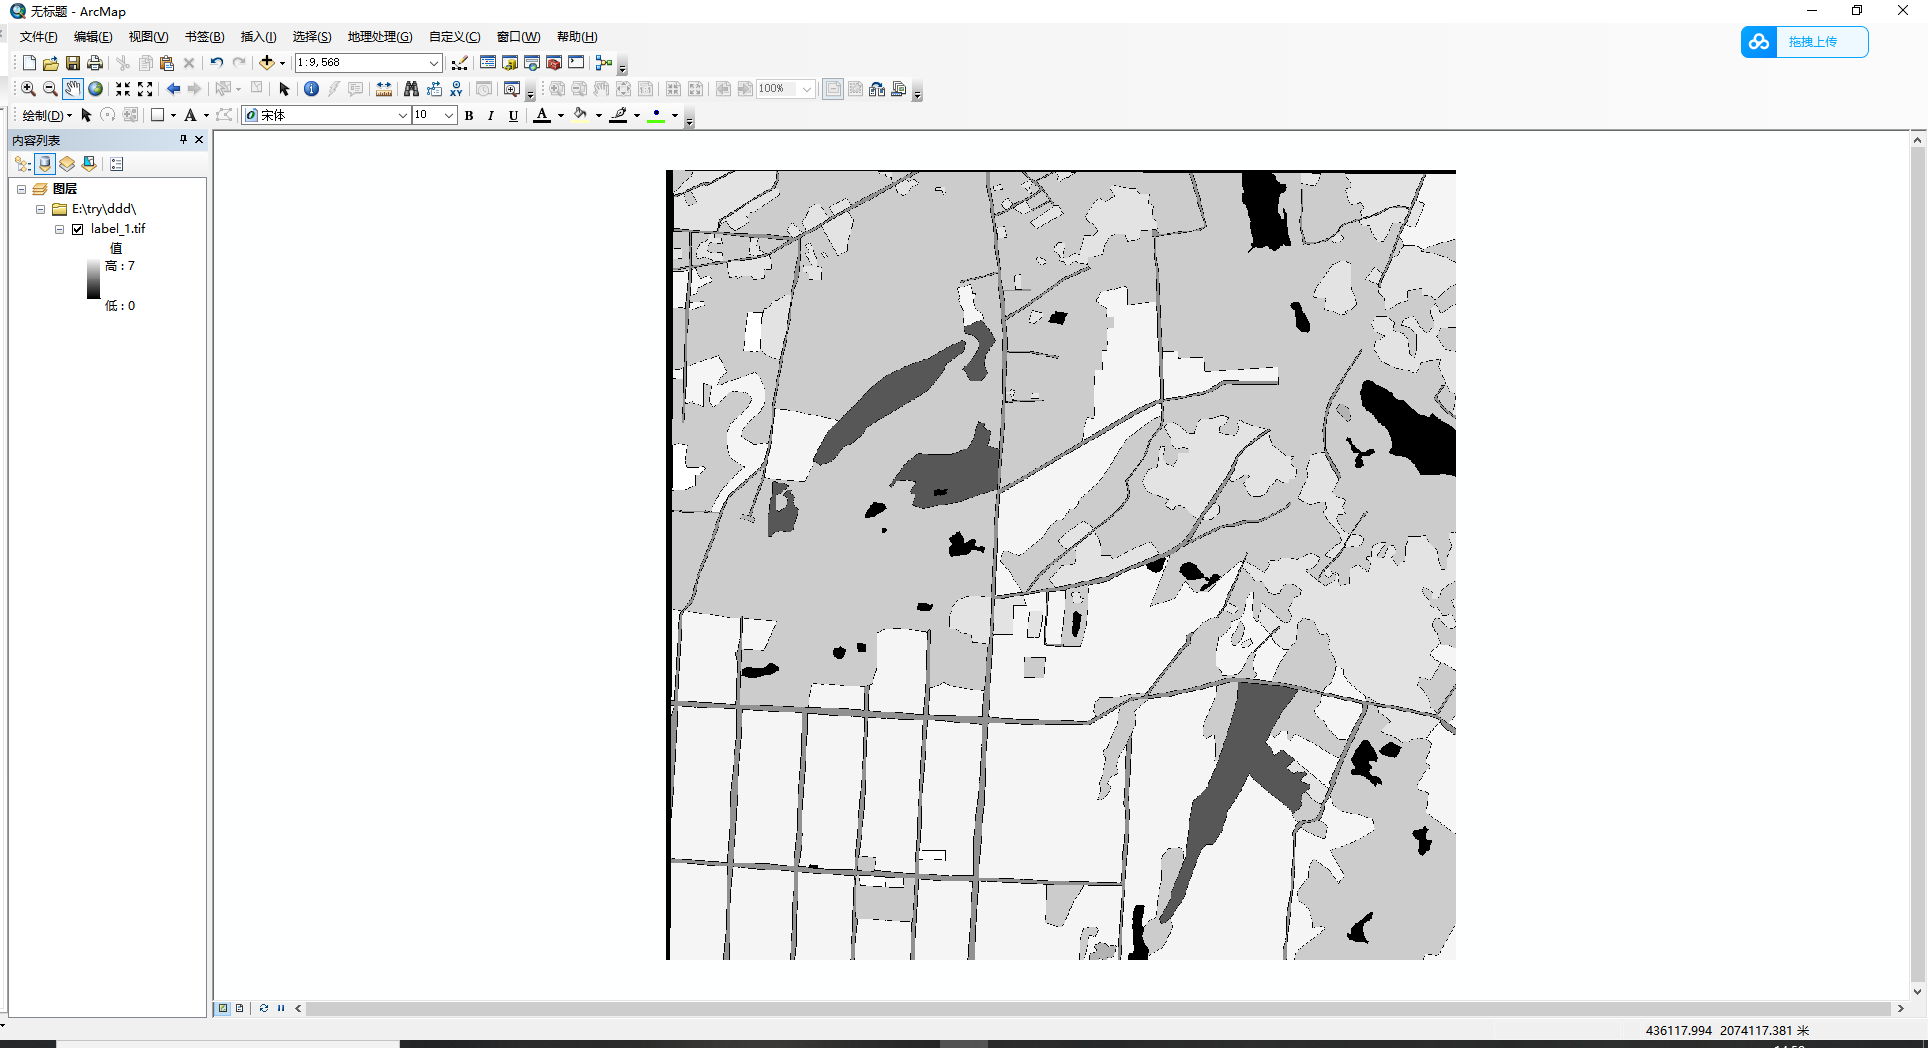 无标题 - ArcMap
文件(F) 编辑(E) 视图(V) 书签(B) 插入(I) 选择(S) 地理处理(G) 自定义(C) 窗口(W) 帮助(H)
拖拽上传
1:9,568
100%
绘制(D) A 宋体 10 B I U A
内容列表
图层
E:\try\ddd\
label_1.tif
值
高 : 7
低 : 0
436117.994 2074117.381 米